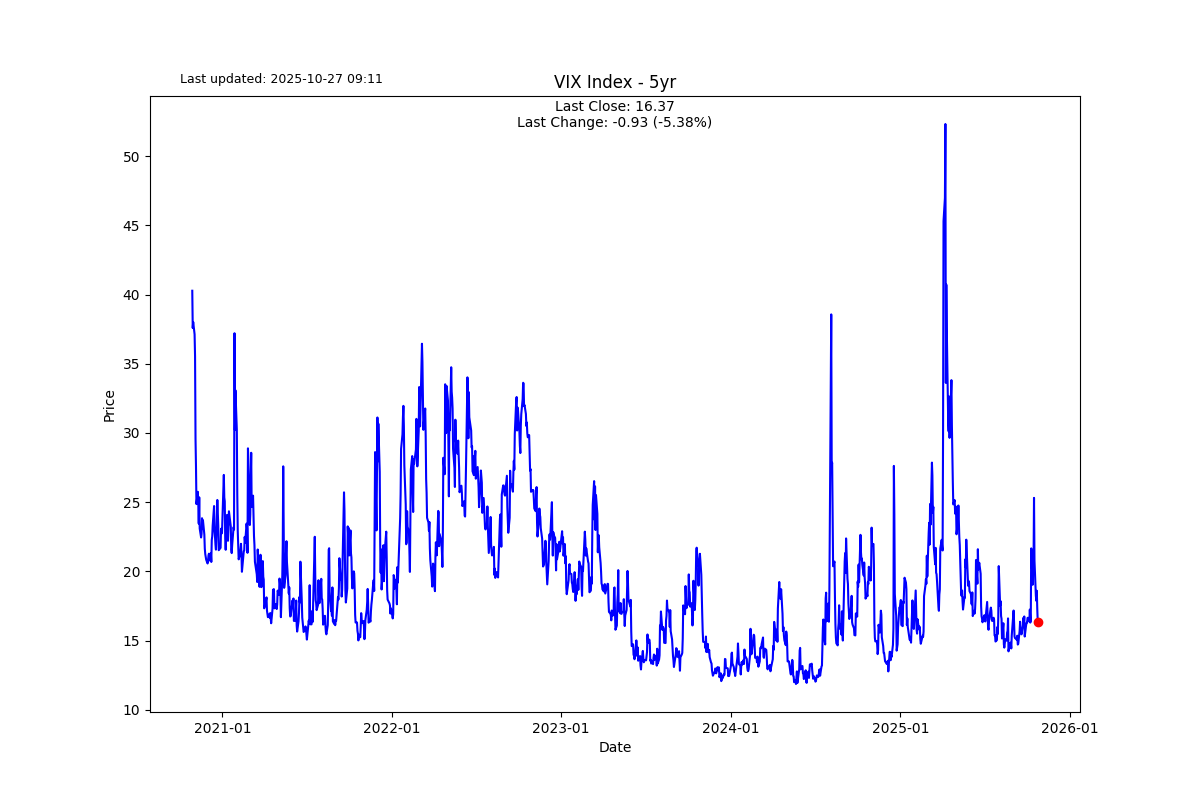 Last updated: 2025-10-27 09:11
VIX Index - 5yr
Last Close: 16.37
Last Change: -0.93 (-5.38%)
50
45
40
35
30
25
20
15
10
Price
2021-01
2022-01
2023-01
2024-01
2025-01
2026-01
Date